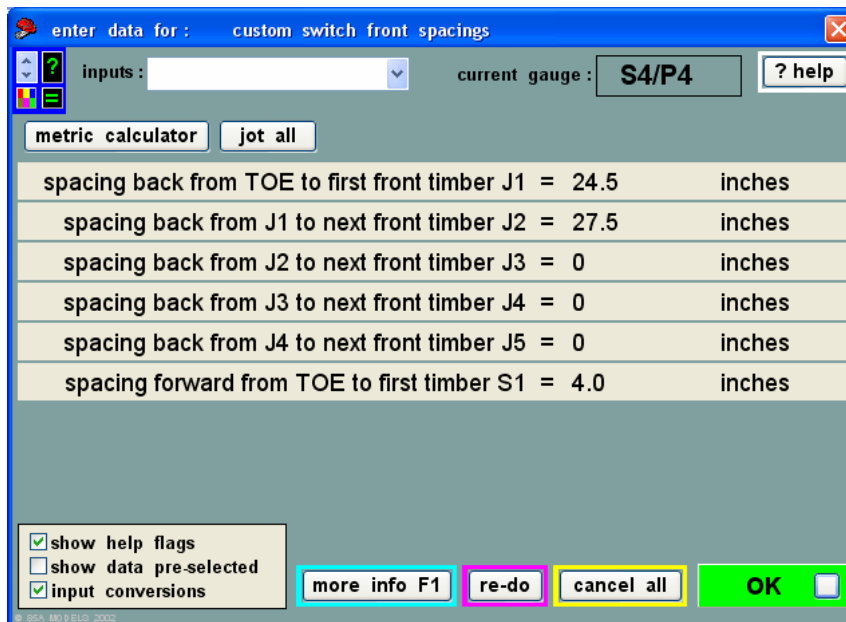 enter data for : custom switch front spacings
? inputs : current gauge : S4/P4 ? help
metric calculator jot all
spacing back from TOE to first front timber J1 = 24.5 inches
spacing back from J1 to next front timber J2 = 27.5 inches
spacing back from J2 to next front timber J3 = 0 inches
spacing back from J3 to next front timber J4 = 0 inches
spacing back from J4 to next front timber J5 = 0 inches
spacing forward from TOE to first timber S1 = 4.0 inches
show help flags
show data pre-selected
input conversions
more info F1 re-do cancel all OK
© 85A MODELS 2002